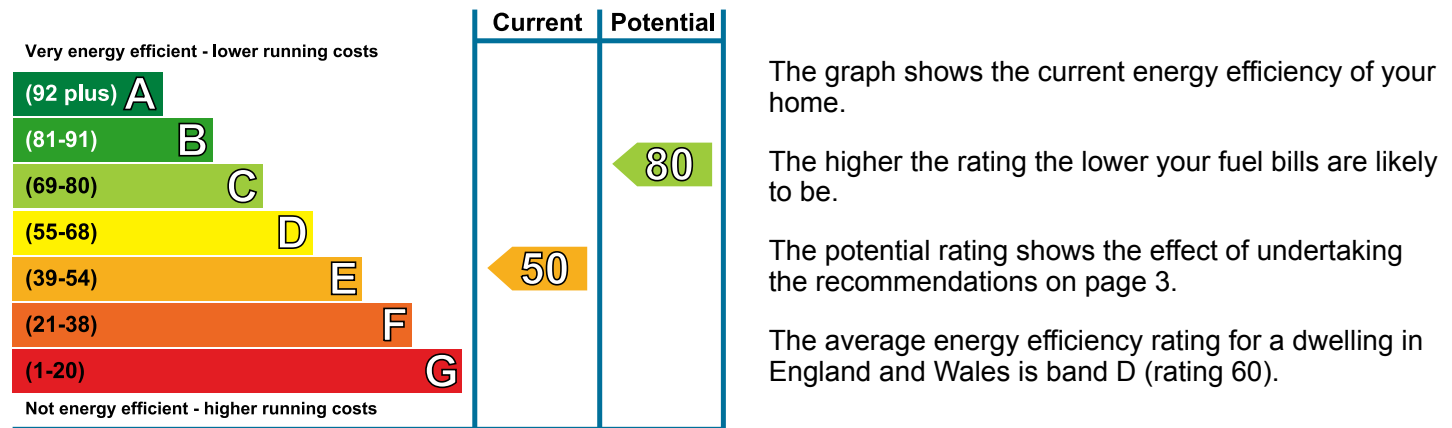 Current Potential
Very energy efficient - lower running costs
(92 plus) A
(81-91) B
(69-80) C
80
(55-68) D
(39-54) E
50
(21-38) F
(1-20) G
Not energy efficient - higher running costs
The graph shows the current energy efficiency of your
home.
The higher the rating the lower your fuel bills are likely
to be.
The potential rating shows the effect of undertaking
the recommendations on page 3.
The average energy efficiency rating for a dwelling in
England and Wales is band D (rating 60).